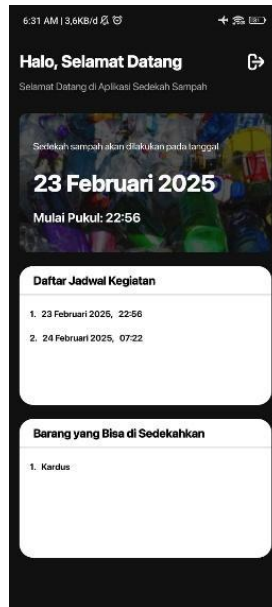 6:31 AM | 3,6KB/d
Halo, Selamat Datang
Selamat Datang di Aplikasi Sedekah Sampah
Sedekah sampah akan dilakukan pada tanggal
23 Februari 2025
Mulai Pukul: 22:56
Daftar Jadwal Kegiatan
1. 23 Februari 2025, 22:56
2. 24 Februari 2025, 07:22
Barang yang Bisa di Sedekahkan
1. Kardus